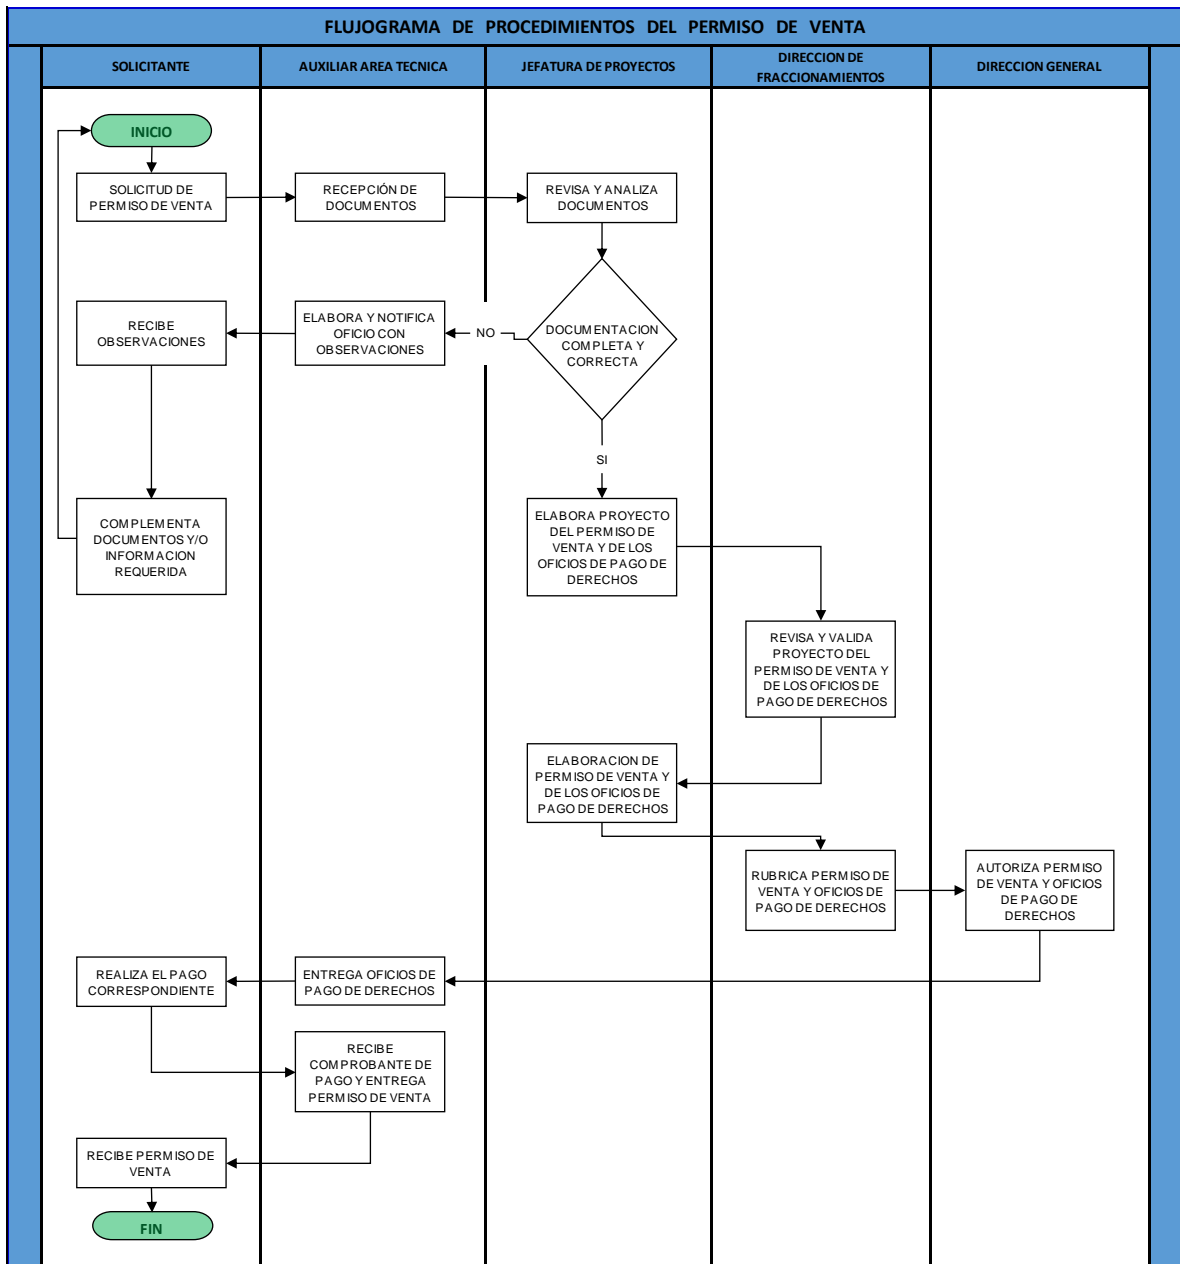 FLUJOGRAMA DE PROCEDIMIENTOS DEL PERMISO DE VENTA
SOLICITANTE
AUXILIAR AREA TECNICA
JEFATURA DE PROYECTOS
DIRECCION DE
FRACCIONAMIENTOS
DIRECCION GENERAL
INICIO
SOLICITUD DE
PERMISO DE VENTA
RECEPCIÓN DE
DOCUMENTOS
REVISA Y ANALIZA
DOCUMENTOS
RECIBE
OBSERVACIONES
ELABORA Y NOTIFICA
OFICIO CON
OBSERVACIONES
NO
DOCUMENTACION
COMPLETA Y
CORRECTA
SI
COMPLEMENTA
DOCUMENTOS Y/O
INFORMACION
REQUERIDA
ELABORA PROYECTO
DEL PERMISO DE
VENTA Y DE LOS
OFICIOS DE PAGO DE
DERECHOS
REVISA Y VALIDA
PROYECTO DEL
PERMISO DE VENTA Y
DE LOS OFICIOS DE
PAGO DE DERECHOS
ELABORACION DE
PERMISO DE VENTA Y
DE LOS OFICIOS DE
PAGO DE DERECHOS
RUBRICA PERMISO DE
VENTA Y OFICIOS DE
PAGO DE DERECHOS
AUTORIZA PERMISO
DE VENTA Y OFICIOS
DE PAGO DE
DERECHOS
REALIZA EL PAGO
CORRESPONDIENTE
ENTREGA OFICIOS DE
PAGO DE DERECHOS
RECIBE
COMPROBANTE DE
PAGO Y ENTREGA
PERMISO DE VENTA
RECIBE PERMISO DE
VENTA
FIN